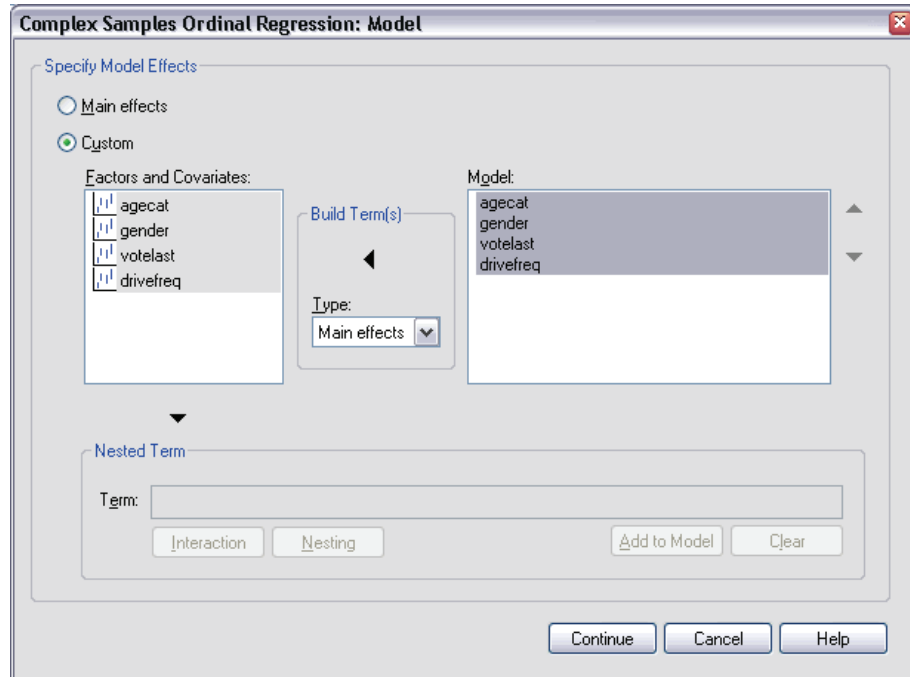 Complex Samples Ordinal Regression: Model
Specify Model Effects
Main effects
Custom
Factors and Covariates:
agecat
gender
votelast
drivefreq
Build Term(s)
Type:
Main effects
Model:
agecat
gender
votelast
drivefreq
Nested Term
Term:
Interaction
Nesting
Add to Model
Clear
Continue
Cancel
Help